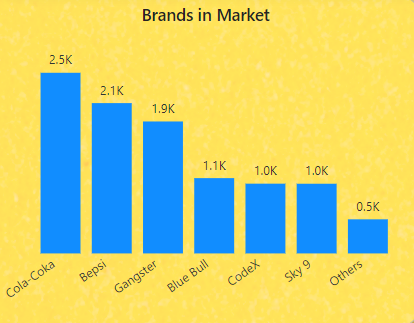 Brands in Market
2.5K
2.1K
1.9K
1.1K
1.0K
1.0K
0.5K
Cola-Coka
Bepsi
Gangster
Blue Bull
CodeX
Sky 9
Others